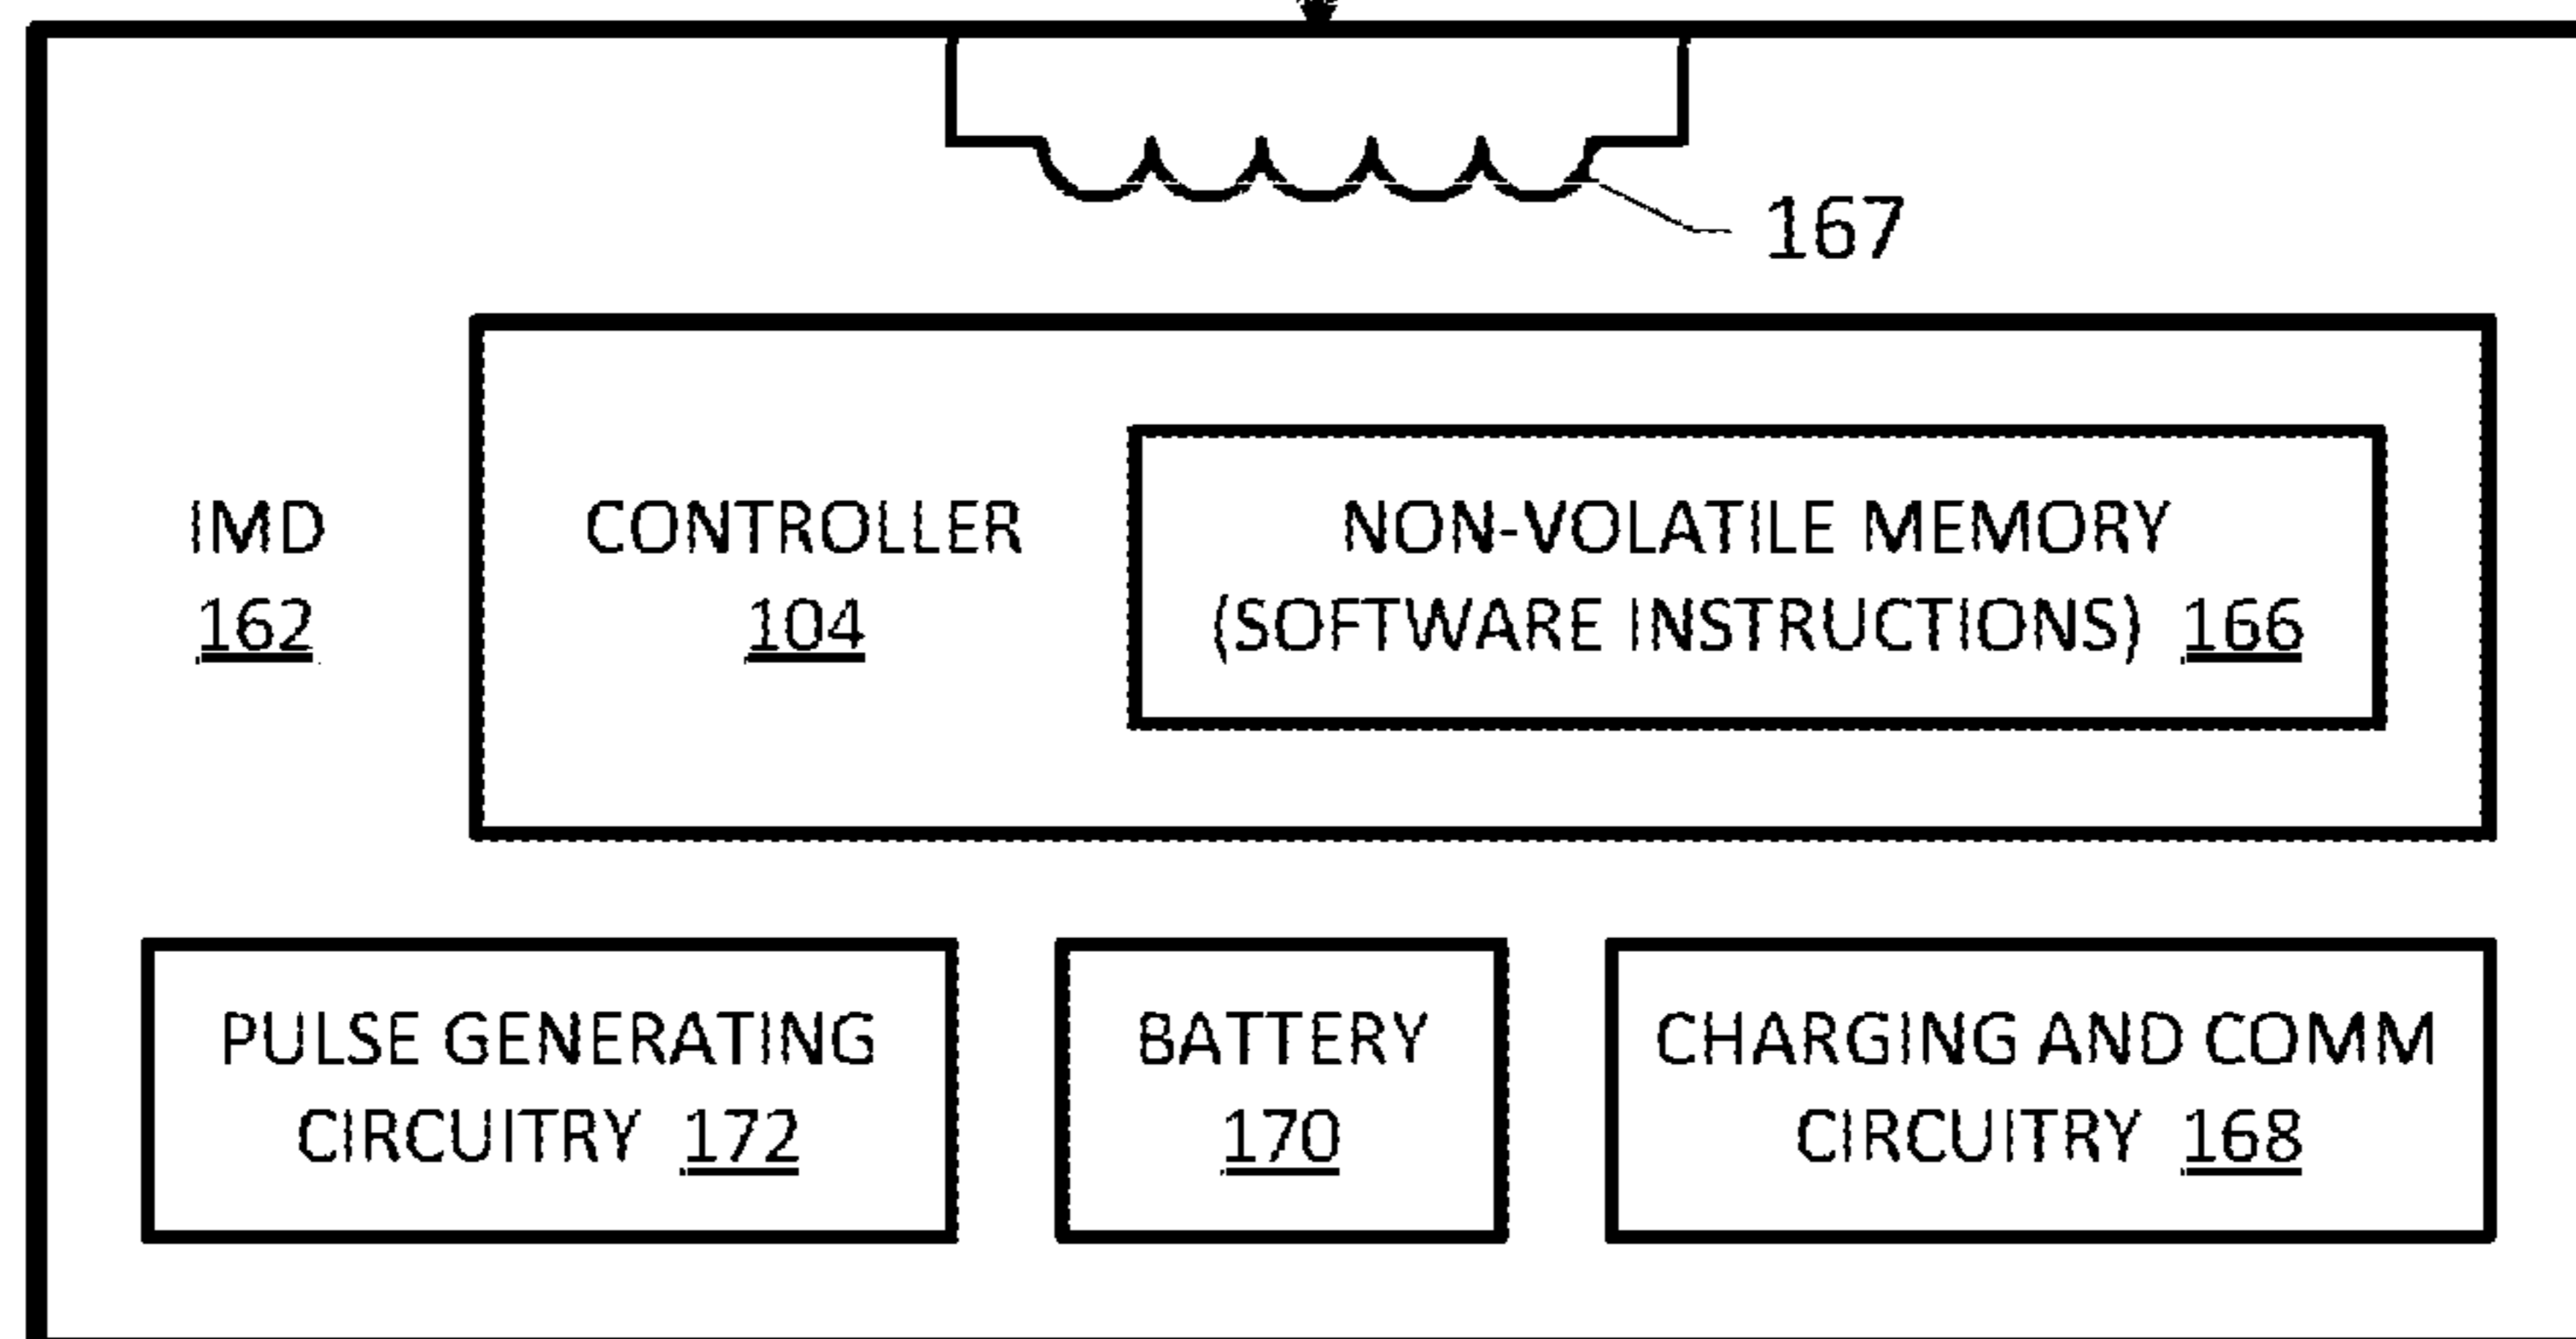 167
IMD
162
CONTROLLER
104
NON-VOLATILE MEMORY
(SOFTWARE INSTRUCTIONS) 166
PULSE GENERATING
CIRCUITRY 172
BATTERY
170
CHARGING AND COMM
CIRCUITRY 168